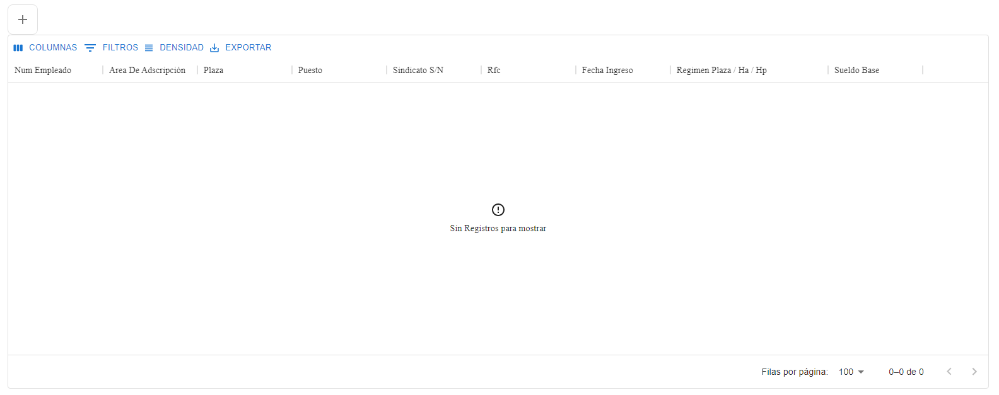 COLUMNAS FILTROS DENSIDAD EXPORTAR
Num Empleado Area De Adscripción Plaza Puesto Sindicato S/N Rfc Fecha Ingreso Regimen Plaza / Ha / Hp Sueldo Base
Sin Registros para mostrar
Filas por página: 100 0–0 de 0